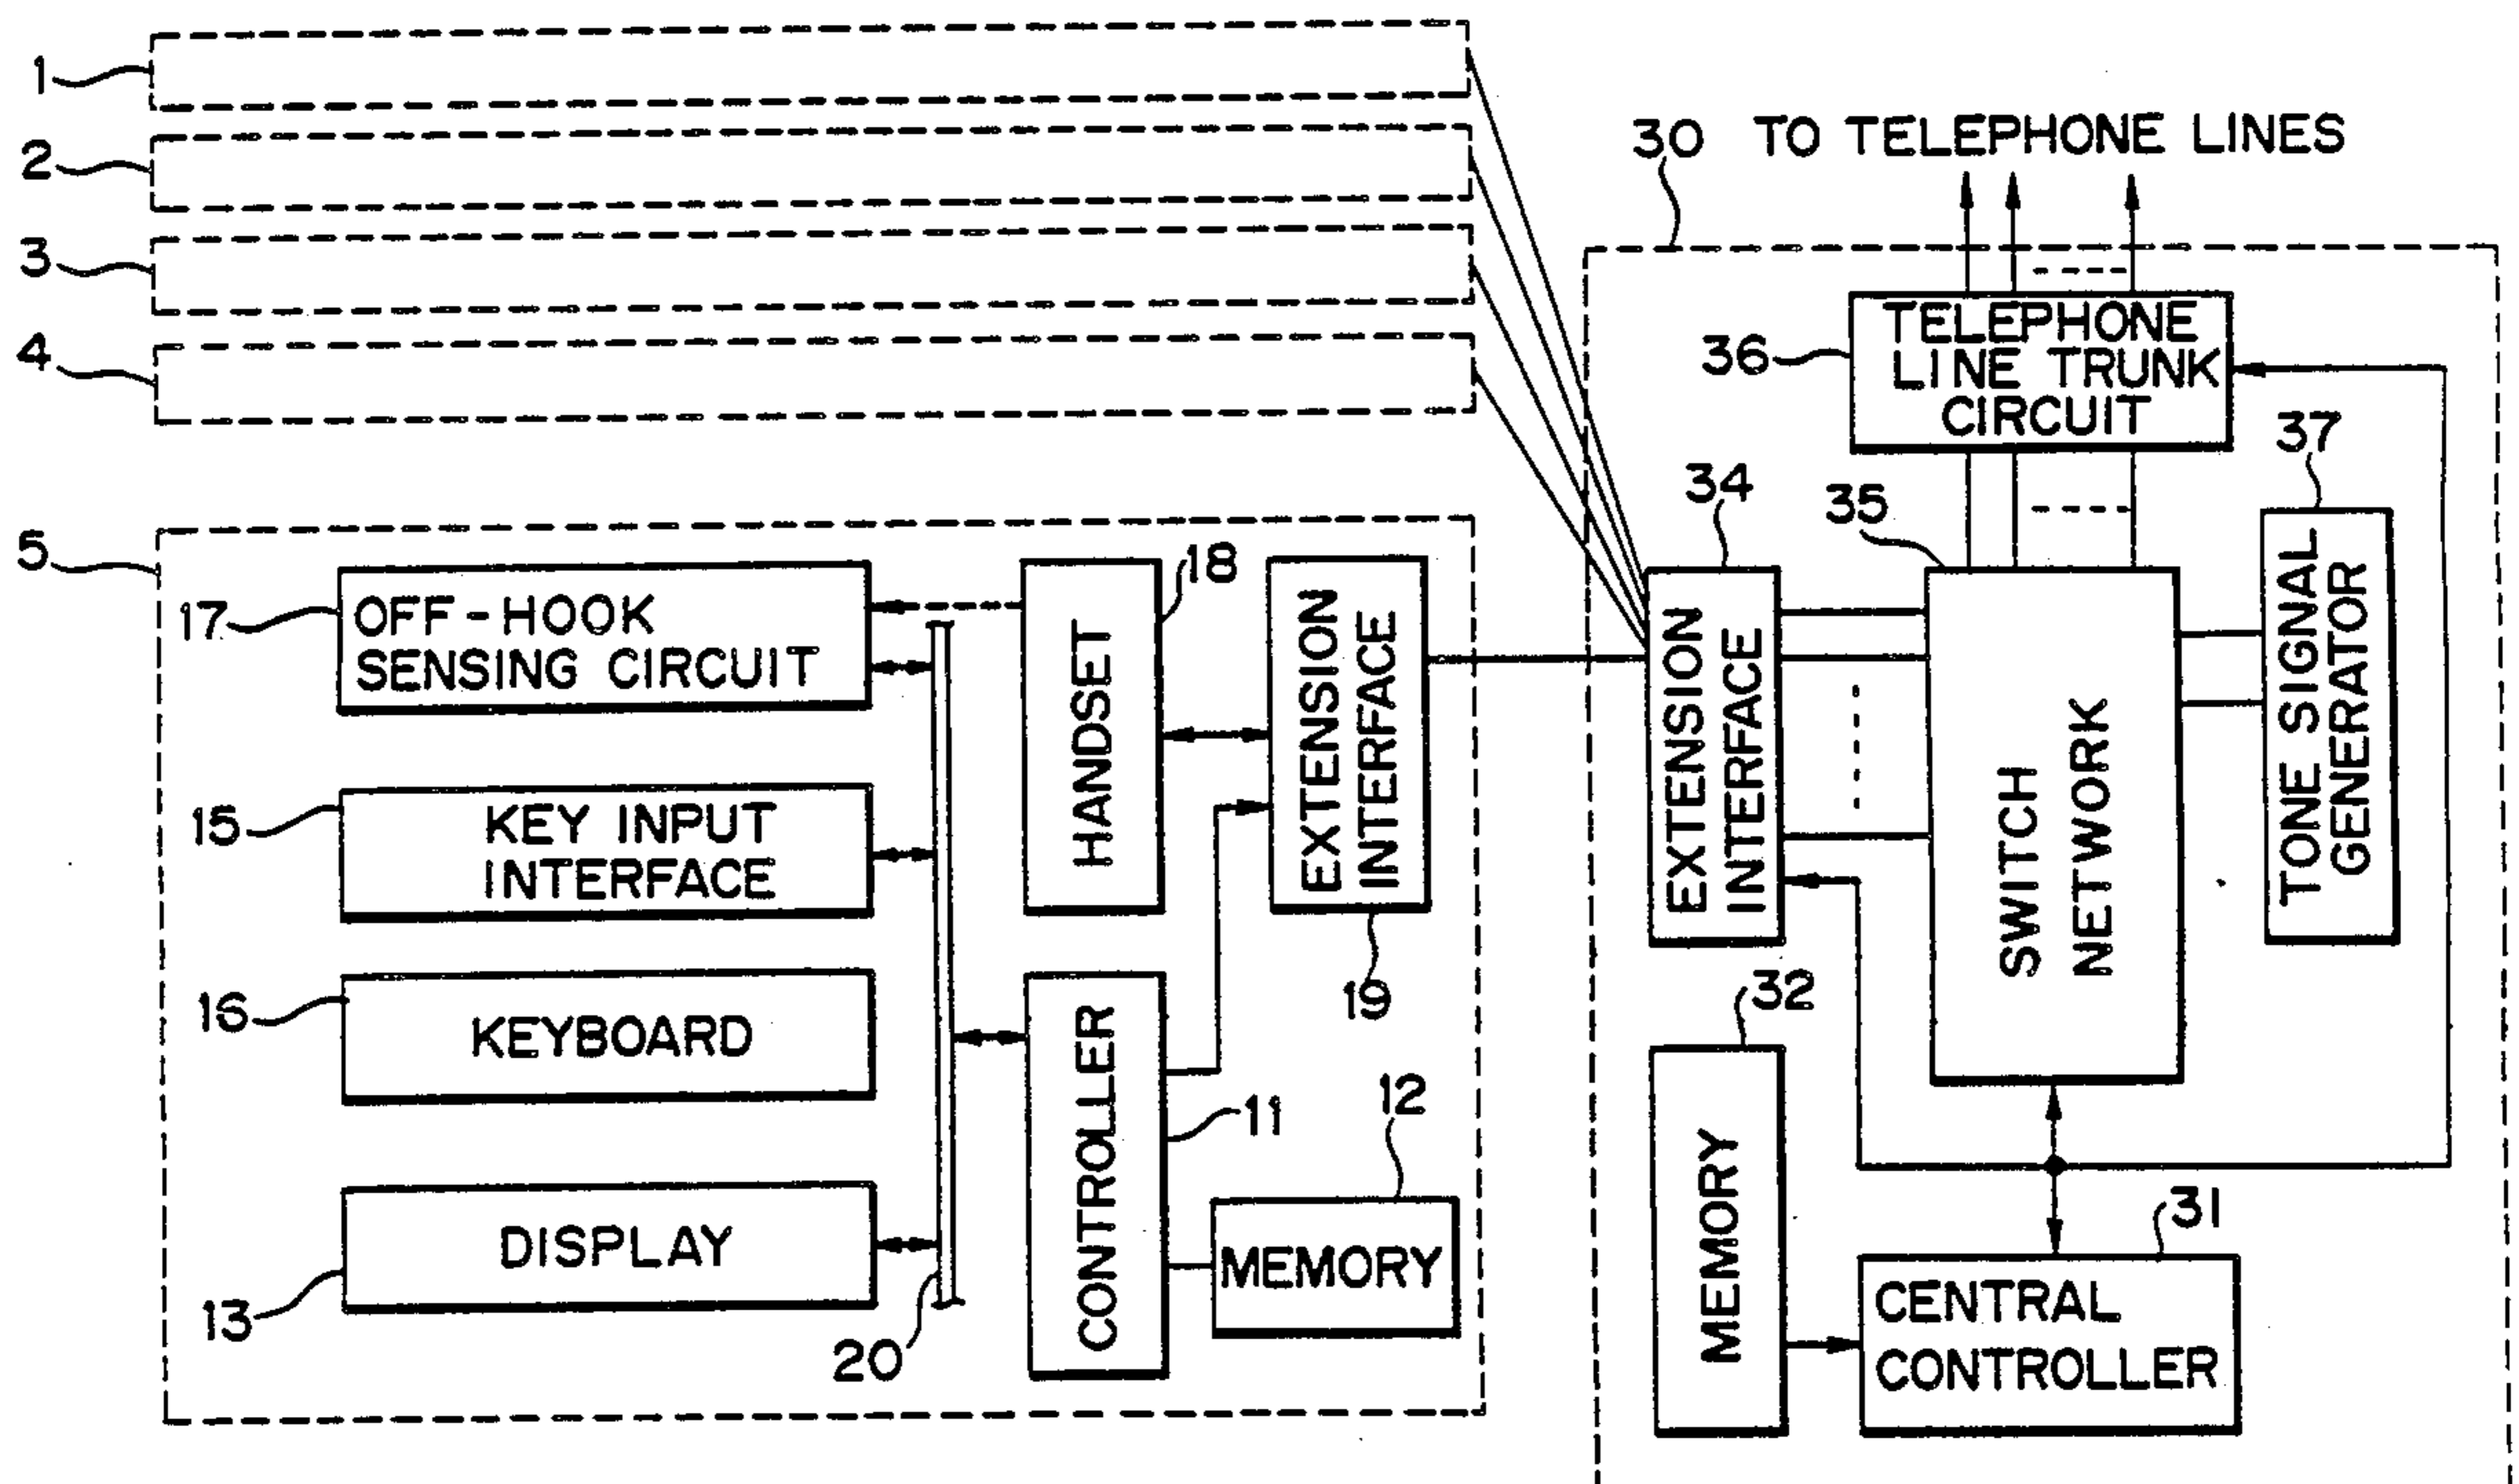 1
2
3
4
5
30 TO TELEPHONE LINES
36
TELEPHONE
LINE TRUNK
CIRCUIT
37
34
35
17
OFF-HOOK
SENSING CIRCUIT
18
HANDSET
EXTENSION
INTERFACE
19
EXTENSION
INTERFACE
SWITCH
NETWORK
TONE SIGNAL
GENERATOR
15
KEY INPUT
INTERFACE
16
KEYBOARD
13
DISPLAY
20
CONTROLLER
11
12
MEMORY
32
MEMORY
31
CENTRAL
CONTROLLER